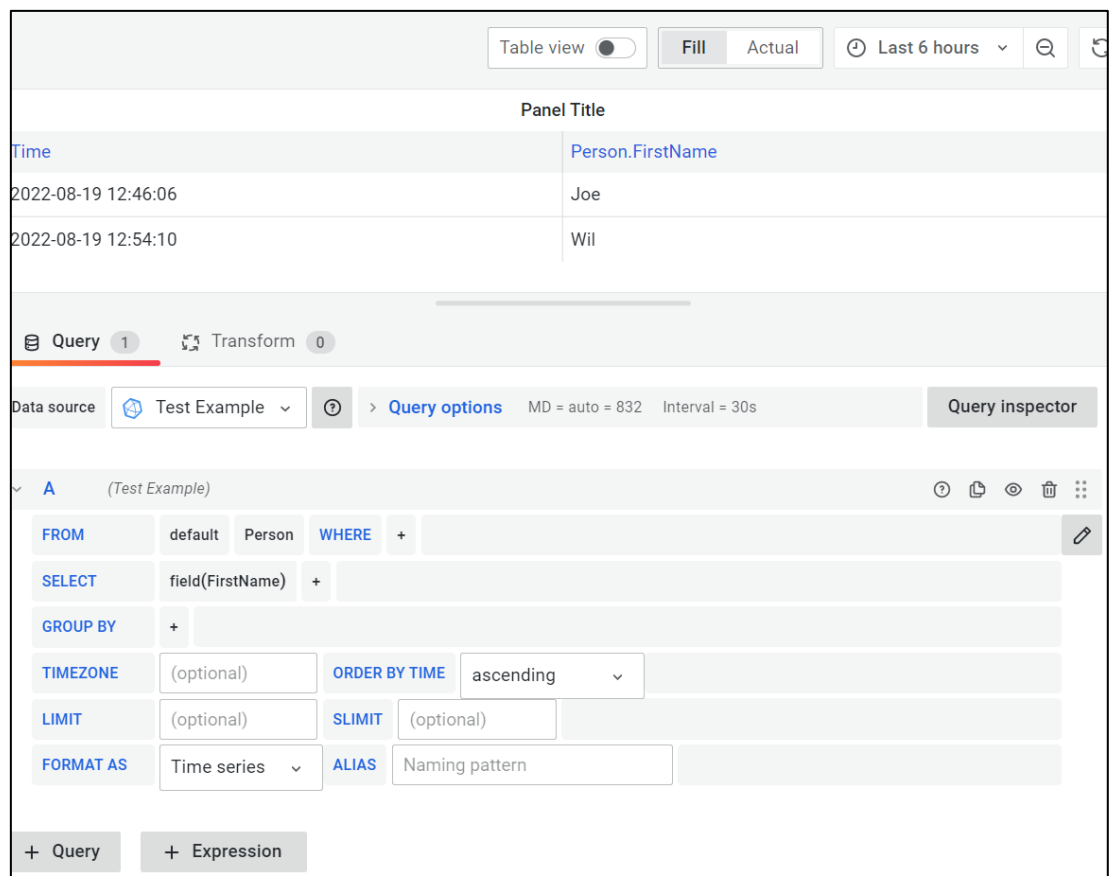 Table view Fill Actual Last 6 hours
Panel Title
Time Person.FirstName
2022-08-19 12:46:06 Joe
2022-08-19 12:54:10 Wil
Query 1 Transform 0
Data source Test Example Query options MD = auto = 832 Interval = 30s Query inspector
A (Test Example)
FROM default Person WHERE +
SELECT field(FirstName) +
GROUP BY +
TIMEZONE (optional) ORDER BY TIME ascending
LIMIT (optional) SLIMIT (optional)
FORMAT AS Time series ALIAS Naming pattern
+ Query + Expression